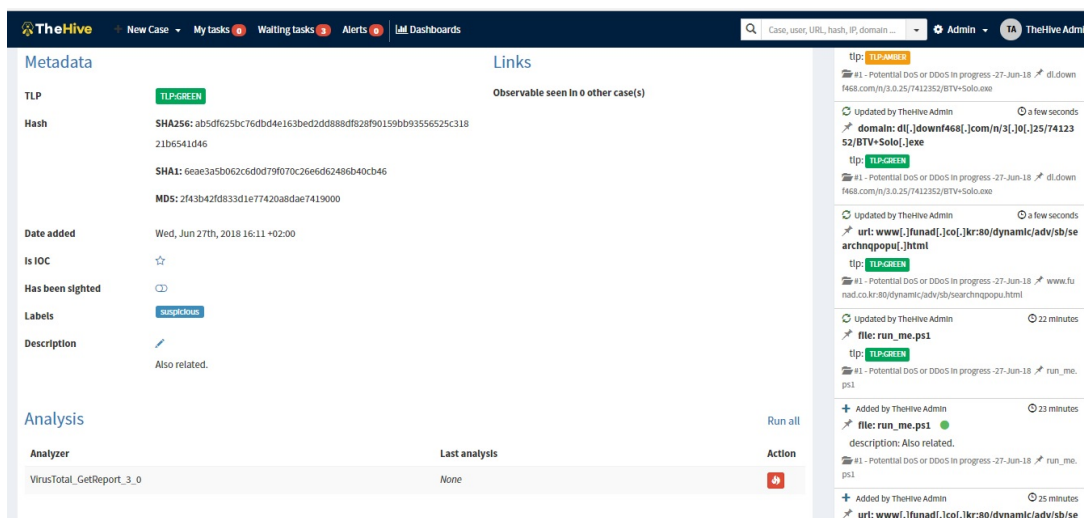 TheHive + New Case My tasks 0 Waiting tasks 3 Alerts 0 Dashboards Case, user, URL, hash, IP, domain ... Admin TA TheHive Admi
Metadata
TLP TLP:GREEN
Hash SHA256: ab5df625bc76dbd4e163bed2dd888df828f90159bb93556525c318
21b6541d46
SHA1: 6eae3a5b062c6d0d79f070c26e6d62486b40cb46
MD5: 2f43b42fd833d1e77420a8dae7419000
Date added Wed, Jun 27th, 2018 16:11 +02:00
Is IOC
Has been sighted
Labels suspicious
Description
Also related.
Links
Observable seen in 0 other case(s)
Analysis Run all
Analyzer Last analysis Action
VirusTotal_GetReport_3_0 None
tlp: TLP:AMBER
#1 - Potential DoS or DDoS in progress -27-Jun-18 dl.down
f468.com/n/3.0.25/7412352/BTV+Solo.exe
Updated by TheHive Admin a few seconds
domain: dl[.]downf468[.]com/n/3[.]0[.]25/74123
52/BTV+Solo[.]exe
tlp: TLP:GREEN
#1 - Potential DoS or DDoS in progress -27-Jun-18 dl.down
f468.com/n/3.0.25/7412352/BTV+Solo.exe
Updated by TheHive Admin a few seconds
url: www[.]funad[.]co[.]kr:80/dynamic/adv/sb/se
archnqpopu[.]html
tlp: TLP:GREEN
#1 - Potential DoS or DDoS in progress -27-Jun-18 www.fu
nad.co.kr:80/dynamic/adv/sb/searchnqpopu.html
Updated by TheHive Admin 22 minutes
file: run_me.ps1
tlp: TLP:GREEN
#1 - Potential DoS or DDoS in progress -27-Jun-18 run_me.
ps1
+ Added by TheHive Admin 23 minutes
file: run_me.ps1
description: Also related.
#1 - Potential DoS or DDoS in progress -27-Jun-18 run_me.
ps1
+ Added by TheHive Admin 25 minutes
url: www[.]funad[.]co[.]kr:80/dynamic/adv/sb/se